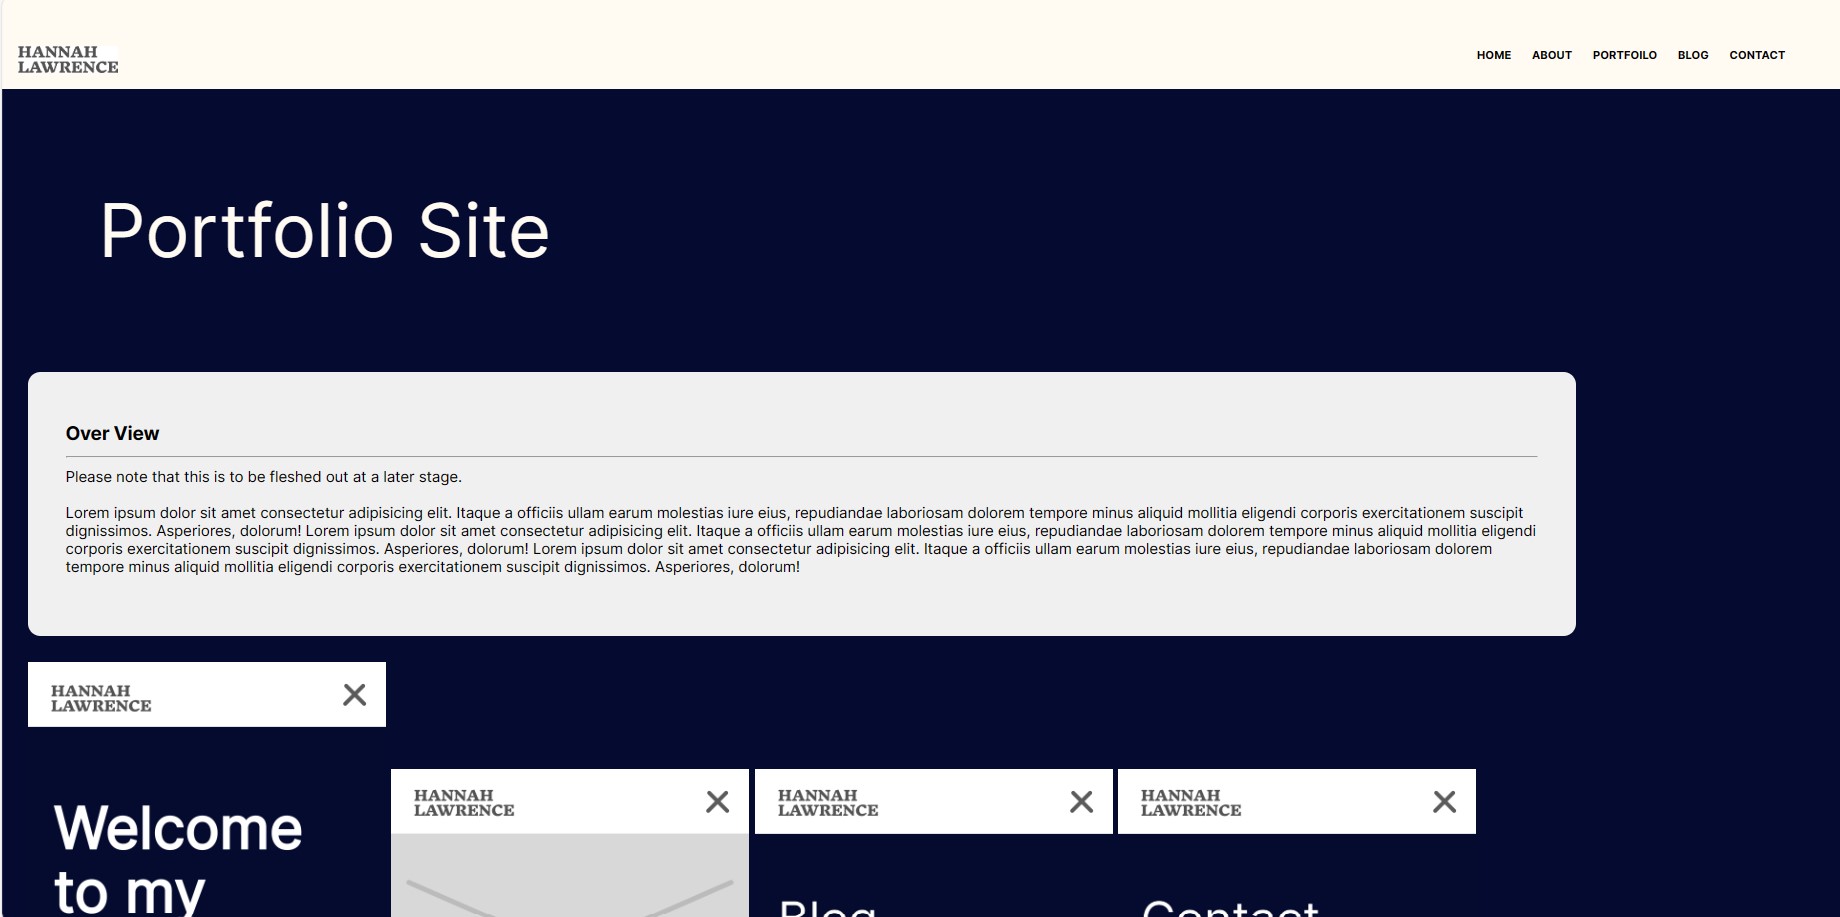 HANNAH
LAWRENCE
HOME ABOUT PORTFOILO BLOG CONTACT
Portfolio Site
Over View
Please note that this is to be fleshed out at a later stage.
Lorem ipsum dolor sit amet consectetur adipisicing elit. Itaque a officiis ullam earum molestias iure eius, repudiandae laboriosam dolorem tempore minus aliquid mollitia eligendi corporis exercitationem suscipit
dignissimos. Asperiores, dolorum! Lorem ipsum dolor sit amet consectetur adipisicing elit. Itaque a officiis ullam earum molestias iure eius, repudiandae laboriosam dolorem tempore minus aliquid mollitia eligendi
corporis exercitationem suscipit dignissimos. Asperiores, dolorum! Lorem ipsum dolor sit amet consectetur adipisicing elit. Itaque a officiis ullam earum molestias iure eius, repudiandae laboriosam dolorem
tempore minus aliquid mollitia eligendi corporis exercitationem suscipit dignissimos. Asperiores, dolorum!
HANNAH
LAWRENCE
Welcome
to my
HANNAH
LAWRENCE
HANNAH
LAWRENCE
Blog
HANNAH
LAWRENCE
Contact